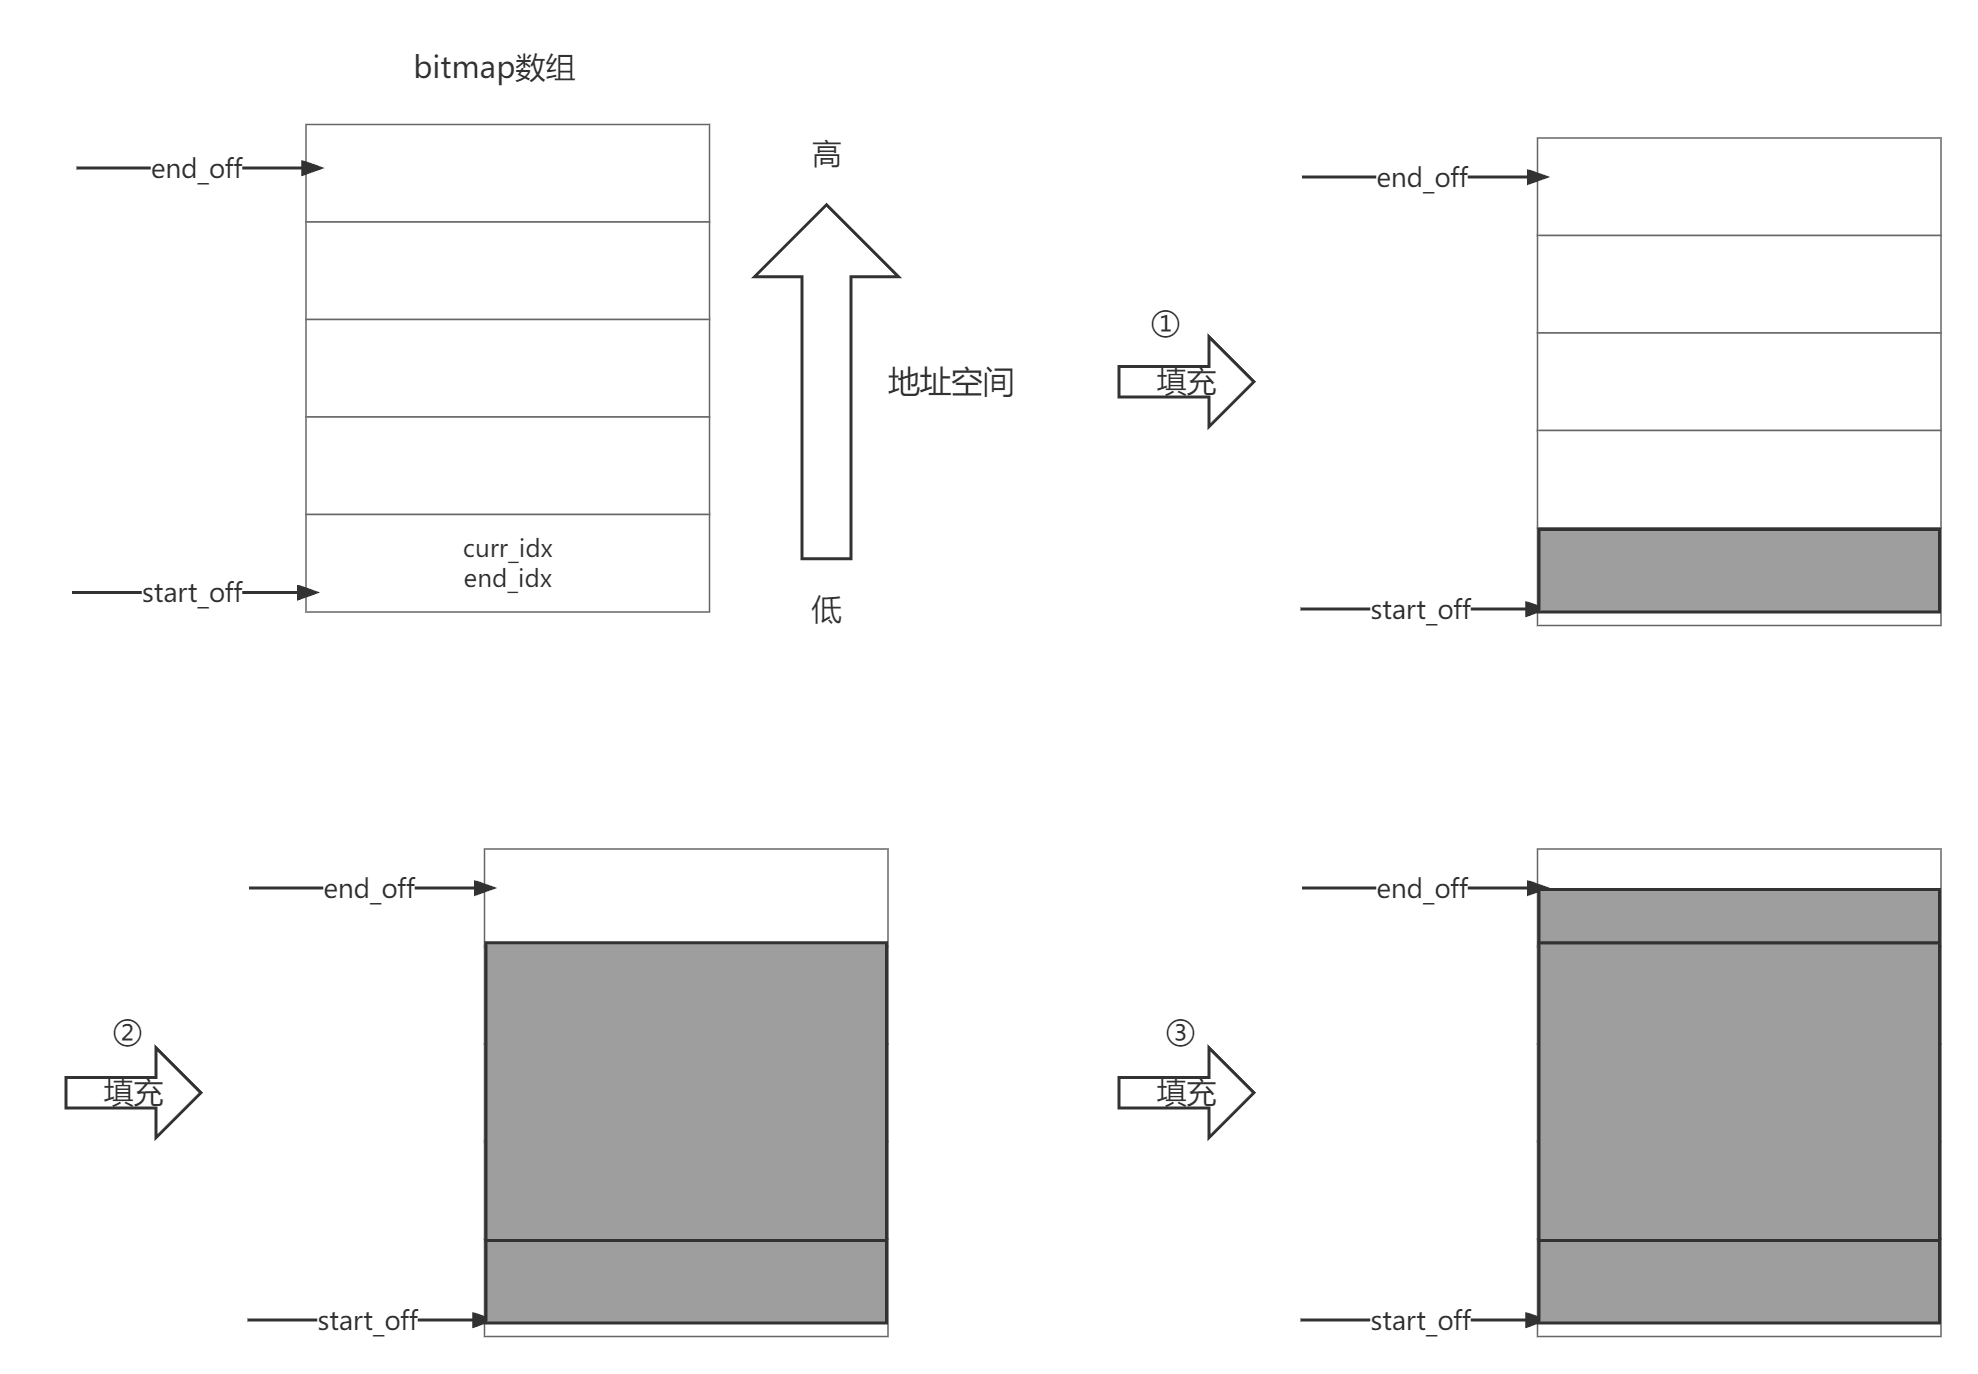 bitmap数组
end_off
高
地址空间
curr_idx
end_idx
start_off
低
①
填充
end_off
start_off
②
填充
end_off
start_off
③
填充
end_off
start_off